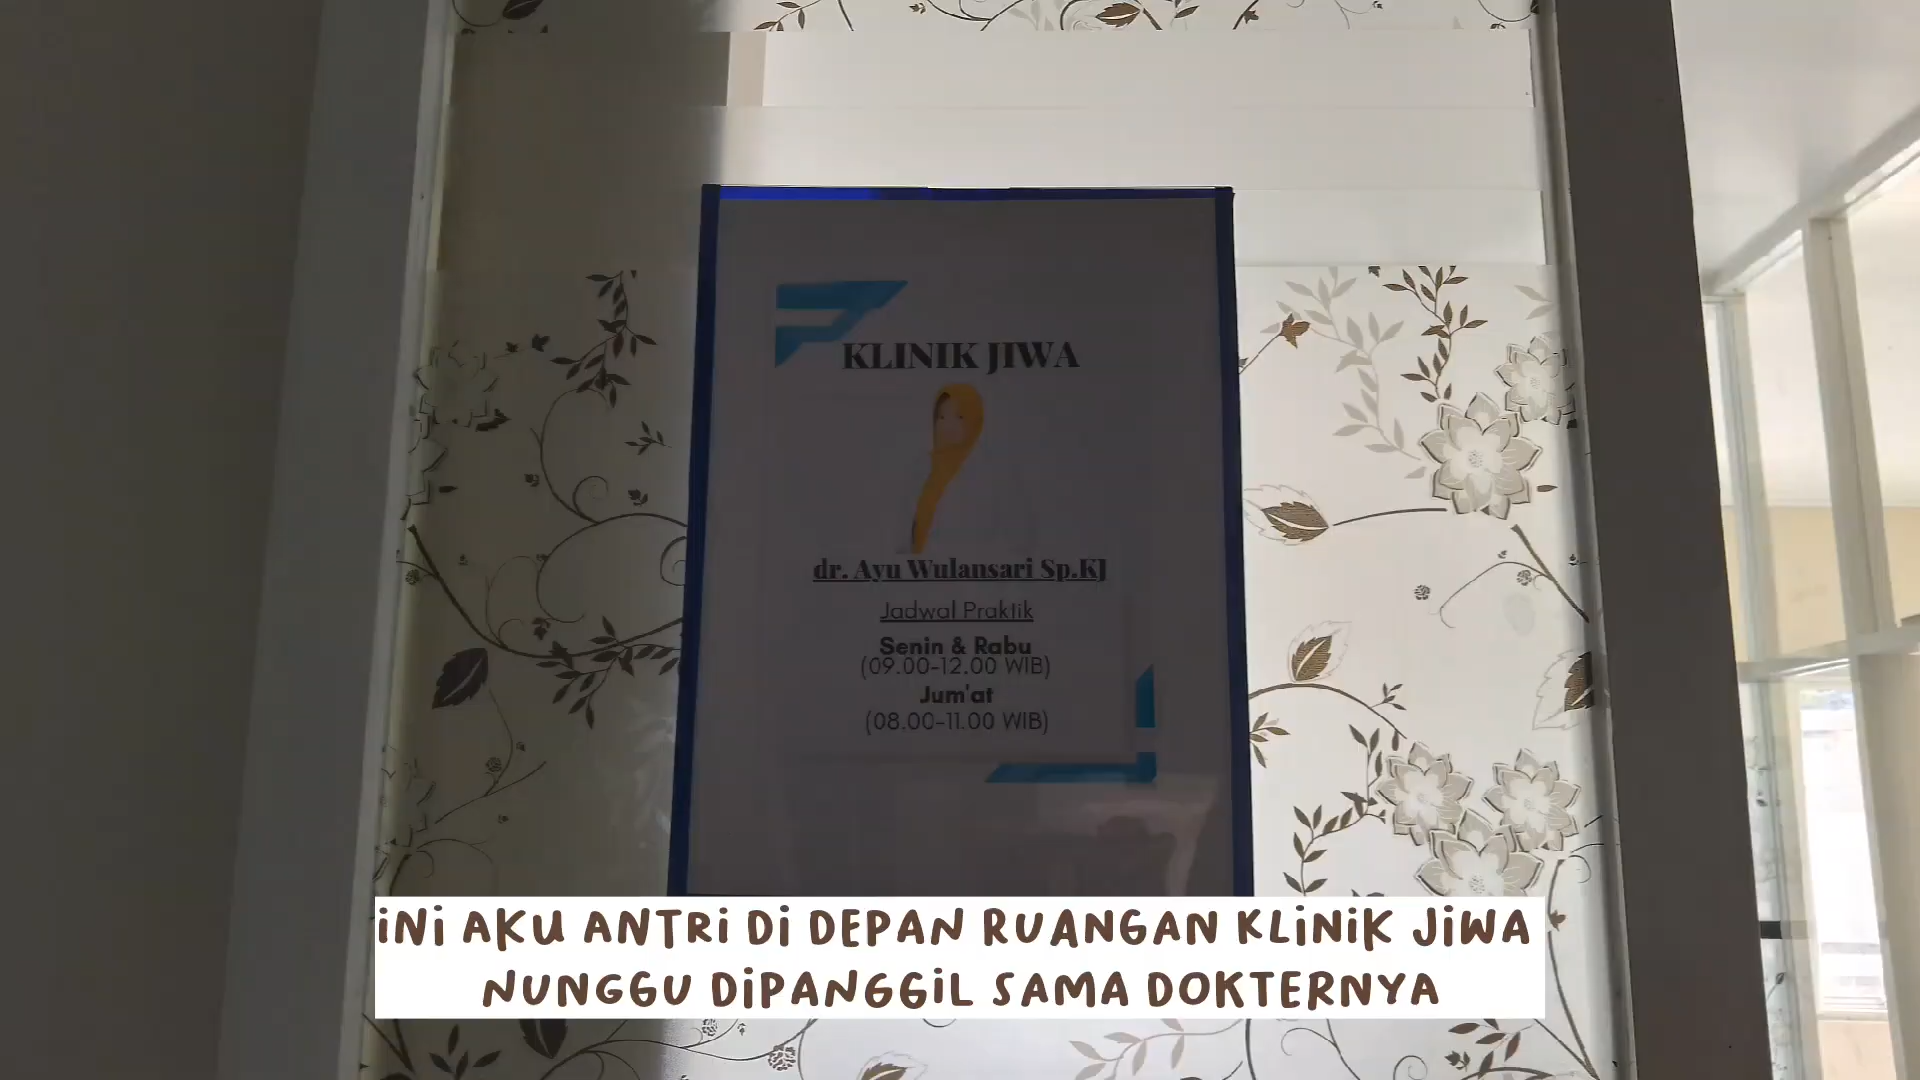 KLINIK JIWA
dr. Ayu Wulansari Sp.KJ
Jadwal Praktik
Senin & Rabu
(09.00-12.00 WIB)
Jum'at
(08.00-11.00 WIB)
iNi AKU ANTRi Di DEPAN RUANGAN KLiNiK JiWA
NUNGGU DiPANGGiL SAMA DOKTERNYA